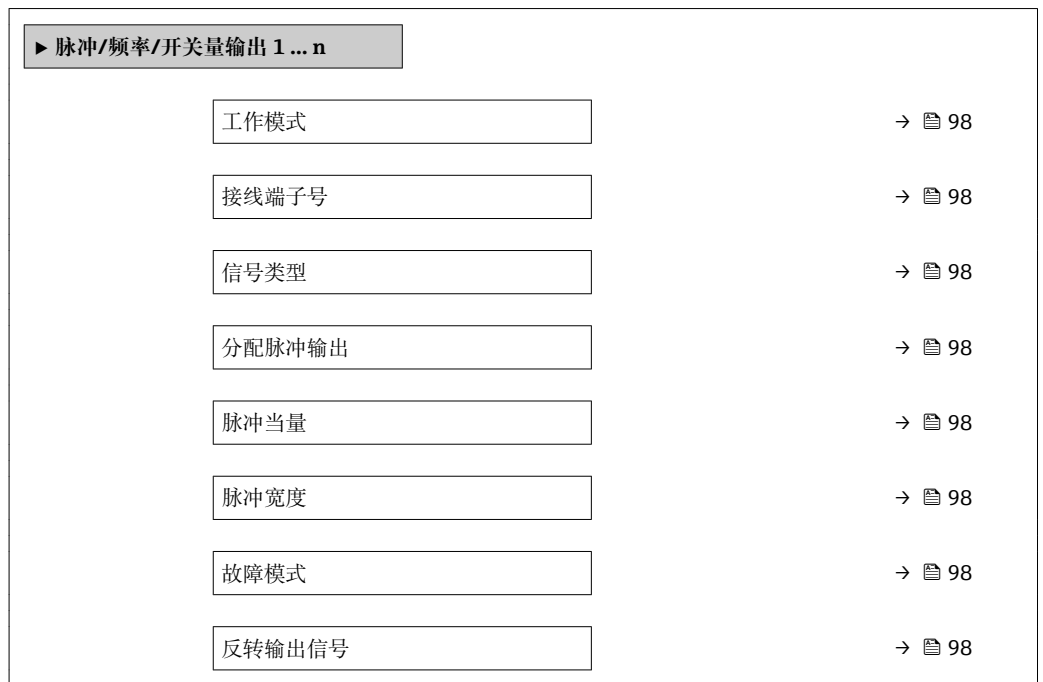 ▶ 脉冲/频率/开关量输出 1 ... n
工作模式 → 98
接线端子号 → 98
信号类型 → 98
分配脉冲输出 → 98
脉冲当量 → 98
脉冲宽度 → 98
故障模式 → 98
反转输出信号 → 98